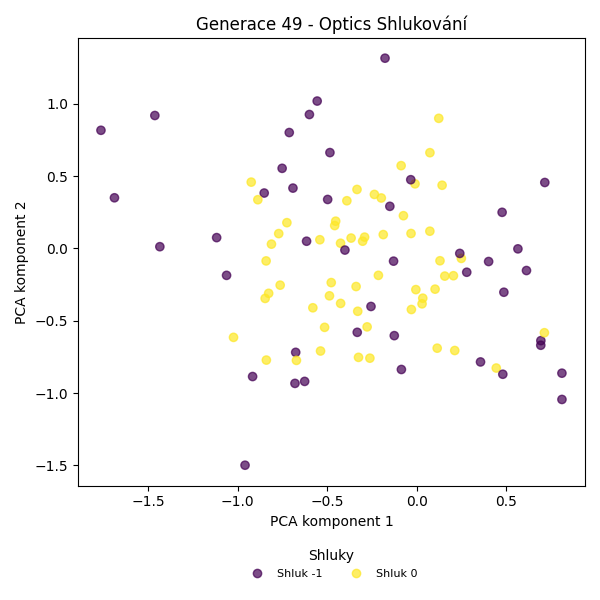 Generace 49 - Optics Shlukování
PCA komponent 2
1.0
0.5
0.0
−0.5
−1.0
−1.5
−1.5 −1.0 −0.5 0.0 0.5
PCA komponent 1
Shluky
Shluk -1 Shluk 0